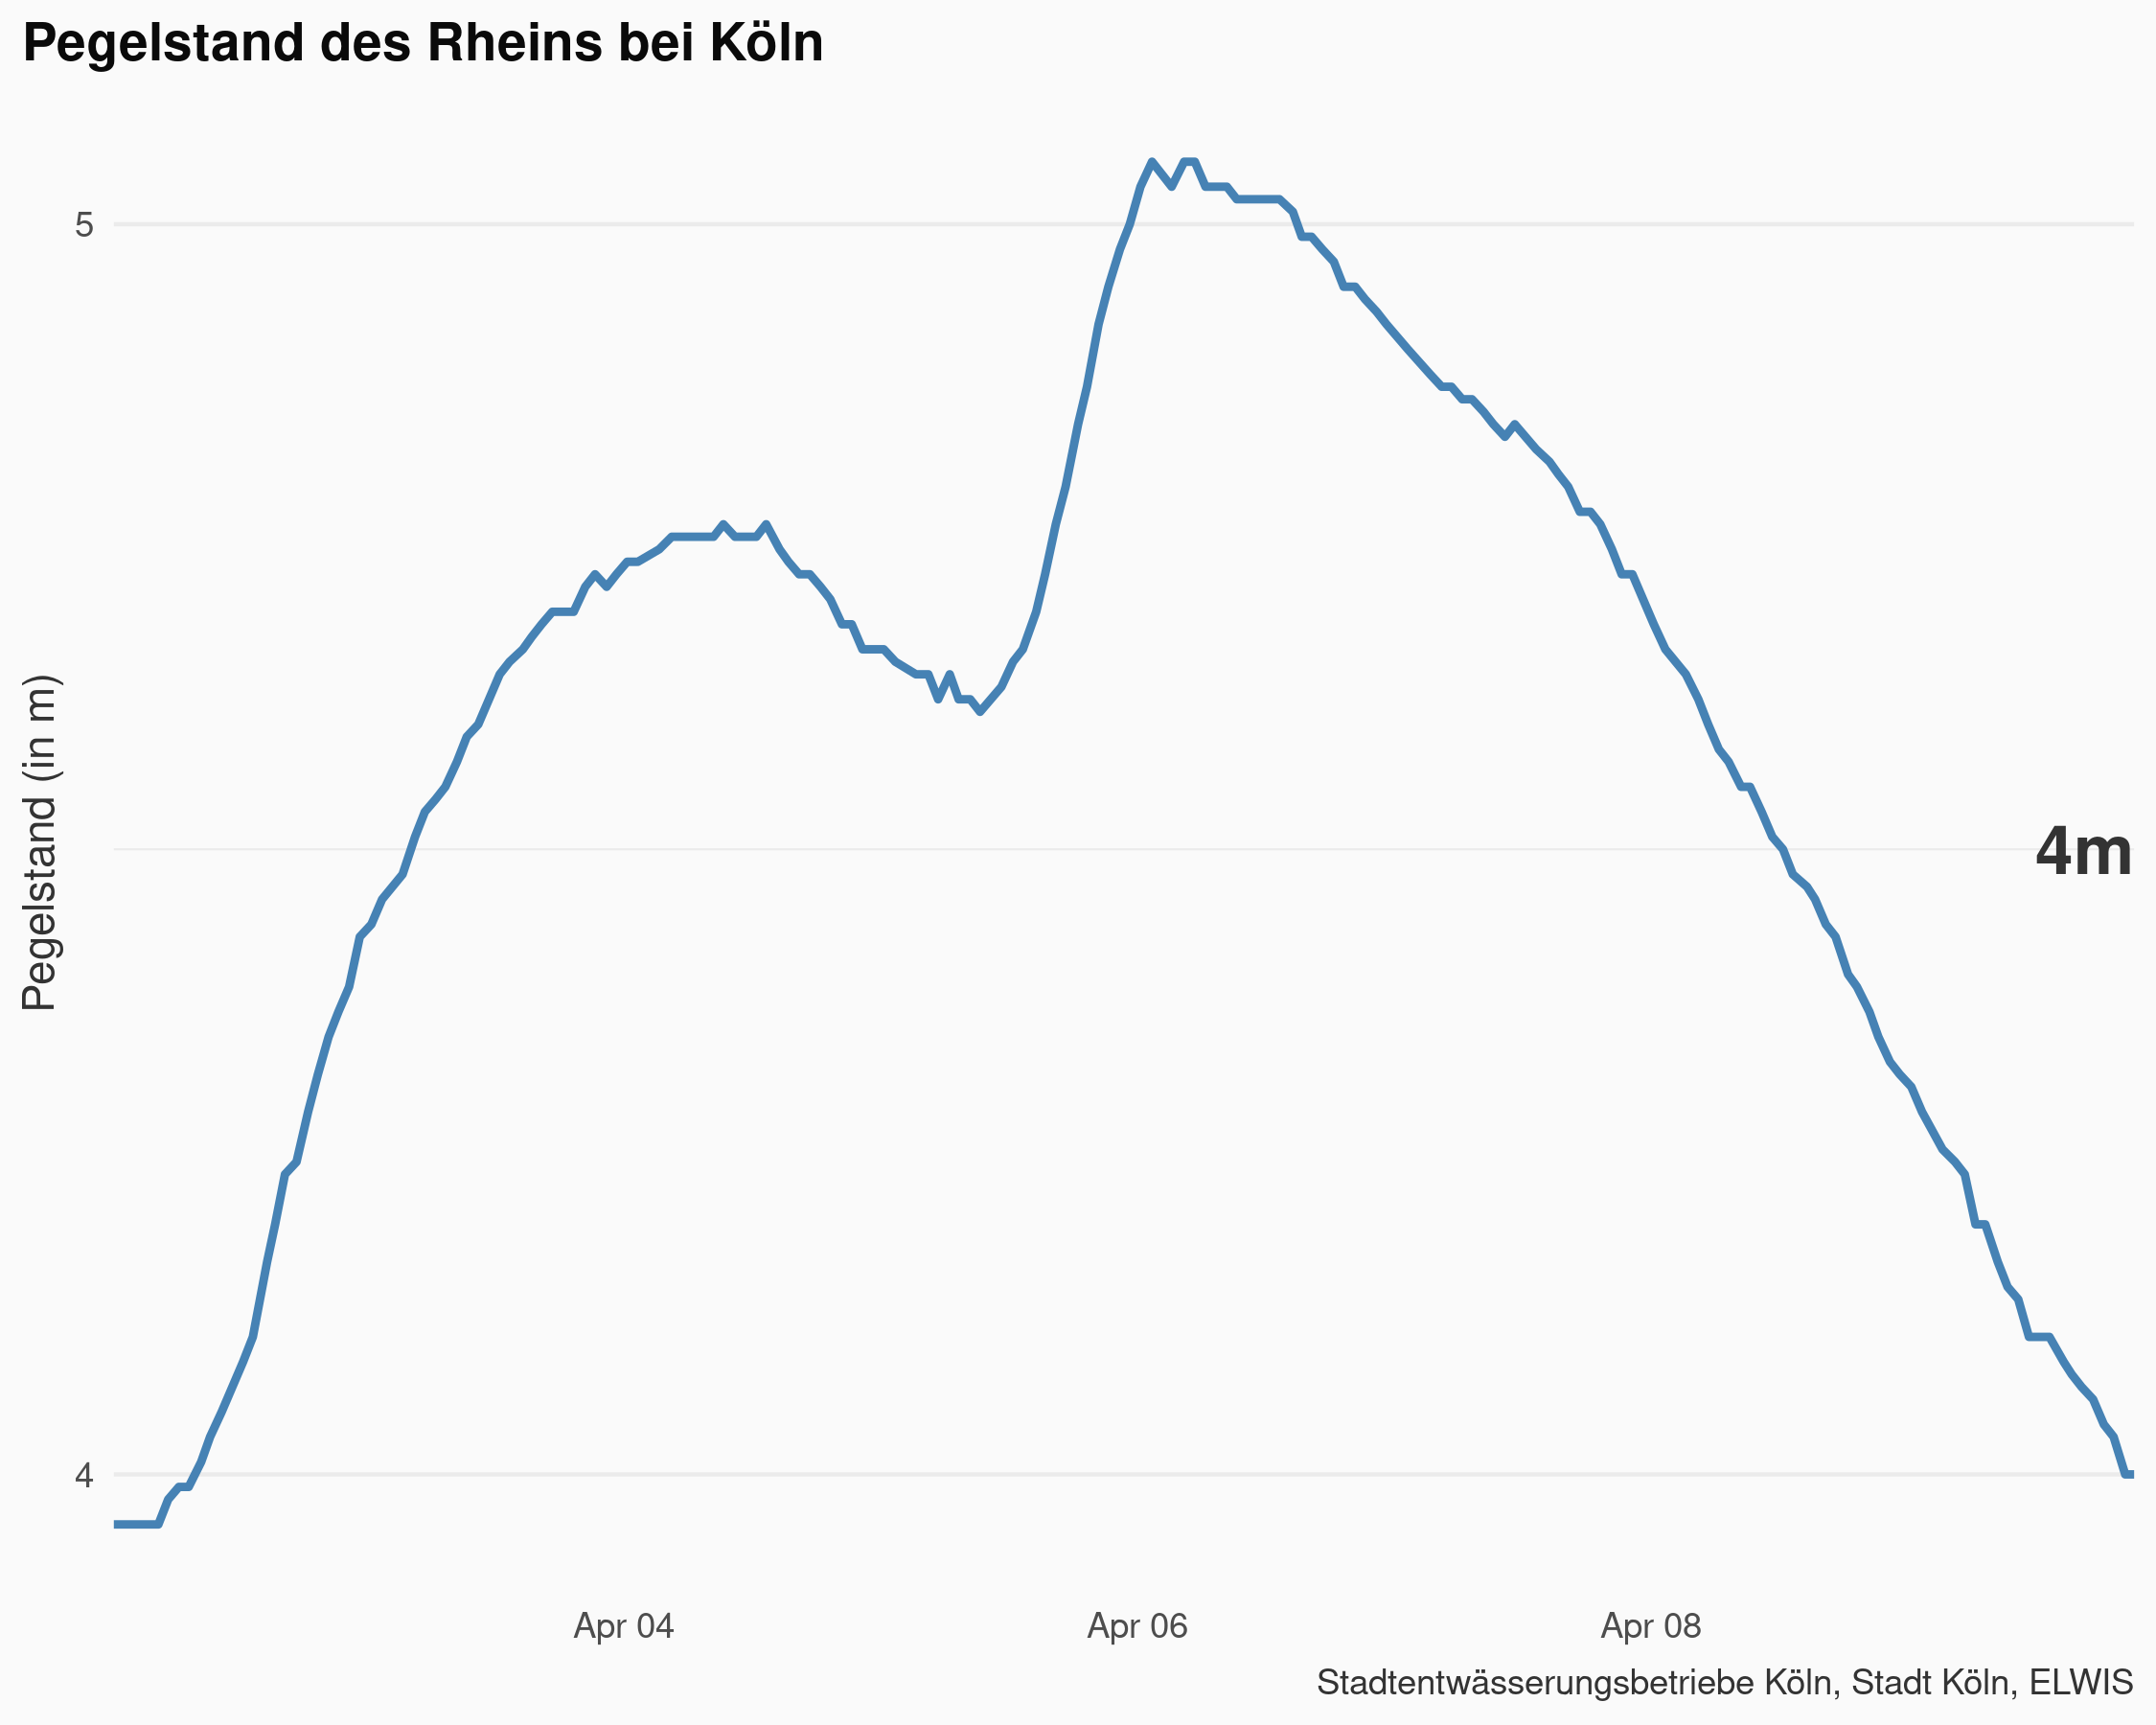 Pegelstand des Rheins bei Köln
Pegelstand (in m)
5
4m
4
Apr 04
Apr 06
Apr 08
Stadtentwässerungsbetriebe Köln, Stadt Köln, ELWIS